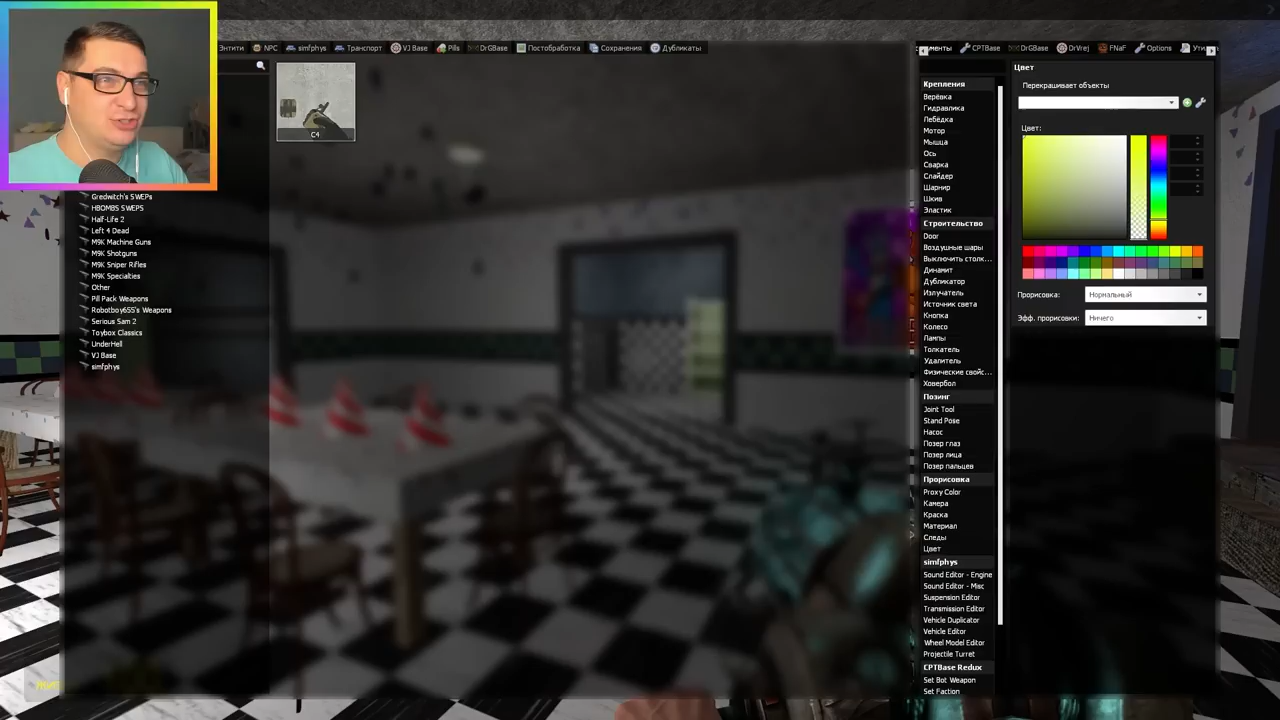 Энтити NPC simfphys Транспорт VJ Base Pills DrGBase Постобработка Сохранения Дубликаты
C4
Gredwitch's SWEPs
HBOMBS SWEPS
Half-Life 2
Left 4 Dead
M9K Machine Guns
M9K Shotguns
M9K Sniper Rifles
M9K Specialties
Other
Pill Pack Weapons
Robotboy655's Weapons
Serious Sam 2
Toybox Classics
UnderHell
VJ Base
simfphys
CPTBase DrGBase DrVrej FNaF Options
Крепления
Верёвка
Гидравлика
Лебёдка
Мотор
Мышца
Ось
Сварка
Слайдер
Шарнир
Шкив
Эластик
Строительство
Door
Воздушные шары
Выключить столк...
Динамит
Дубликатор
Излучатель
Источник света
Кнопка
Колесо
Лампы
Толкатель
Удалитель
Физические свойс...
Ховербол
Позинг
Joint Tool
Stand Pose
Насос
Позер глаз
Позер лица
Позер пальцев
Прорисовка
Proxy Color
Камера
Краска
Материал
Следы
Цвет
simfphys
Sound Editor - Engine
Sound Editor - Misc
Suspension Editor
Transmission Editor
Vehicle Duplicator
Vehicle Editor
Wheel Model Editor
Projectile Turret
CPTBase Redux
Set Bot Weapon
Set Faction
Цвет
Перекрашивает объекты
Цвет:
Прорисовка: Нормальный
Эфф. прорисовки: Ничего